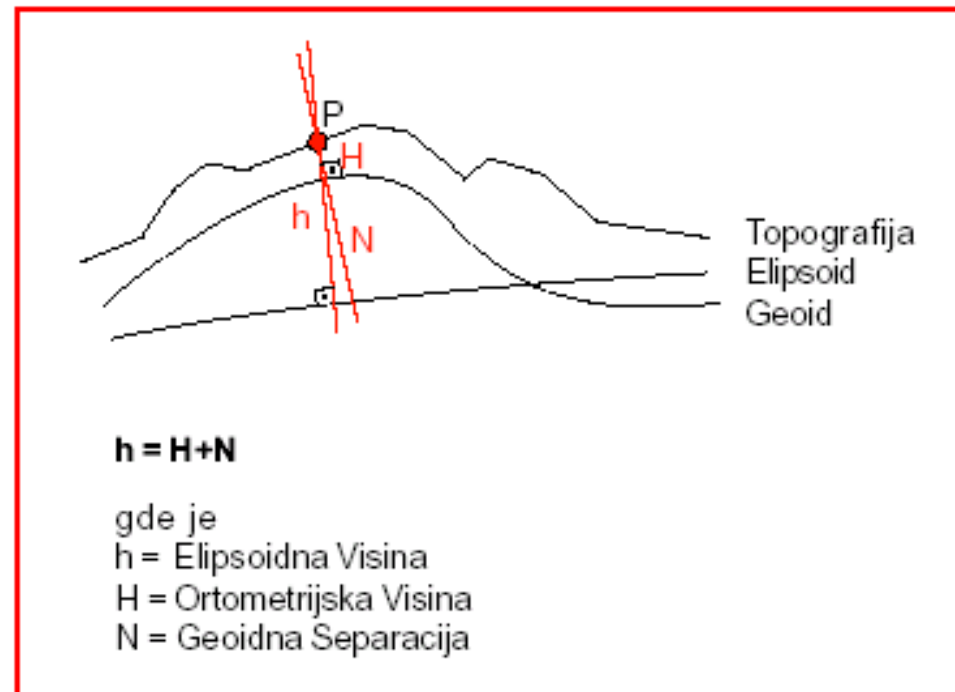 P
H
h
N
Topografija
Elipsoid
Geoid
h = H+N
gde je
h = Elipsoidna Visina
H = Ortometrijska Visina
N = Geoidna Separacija